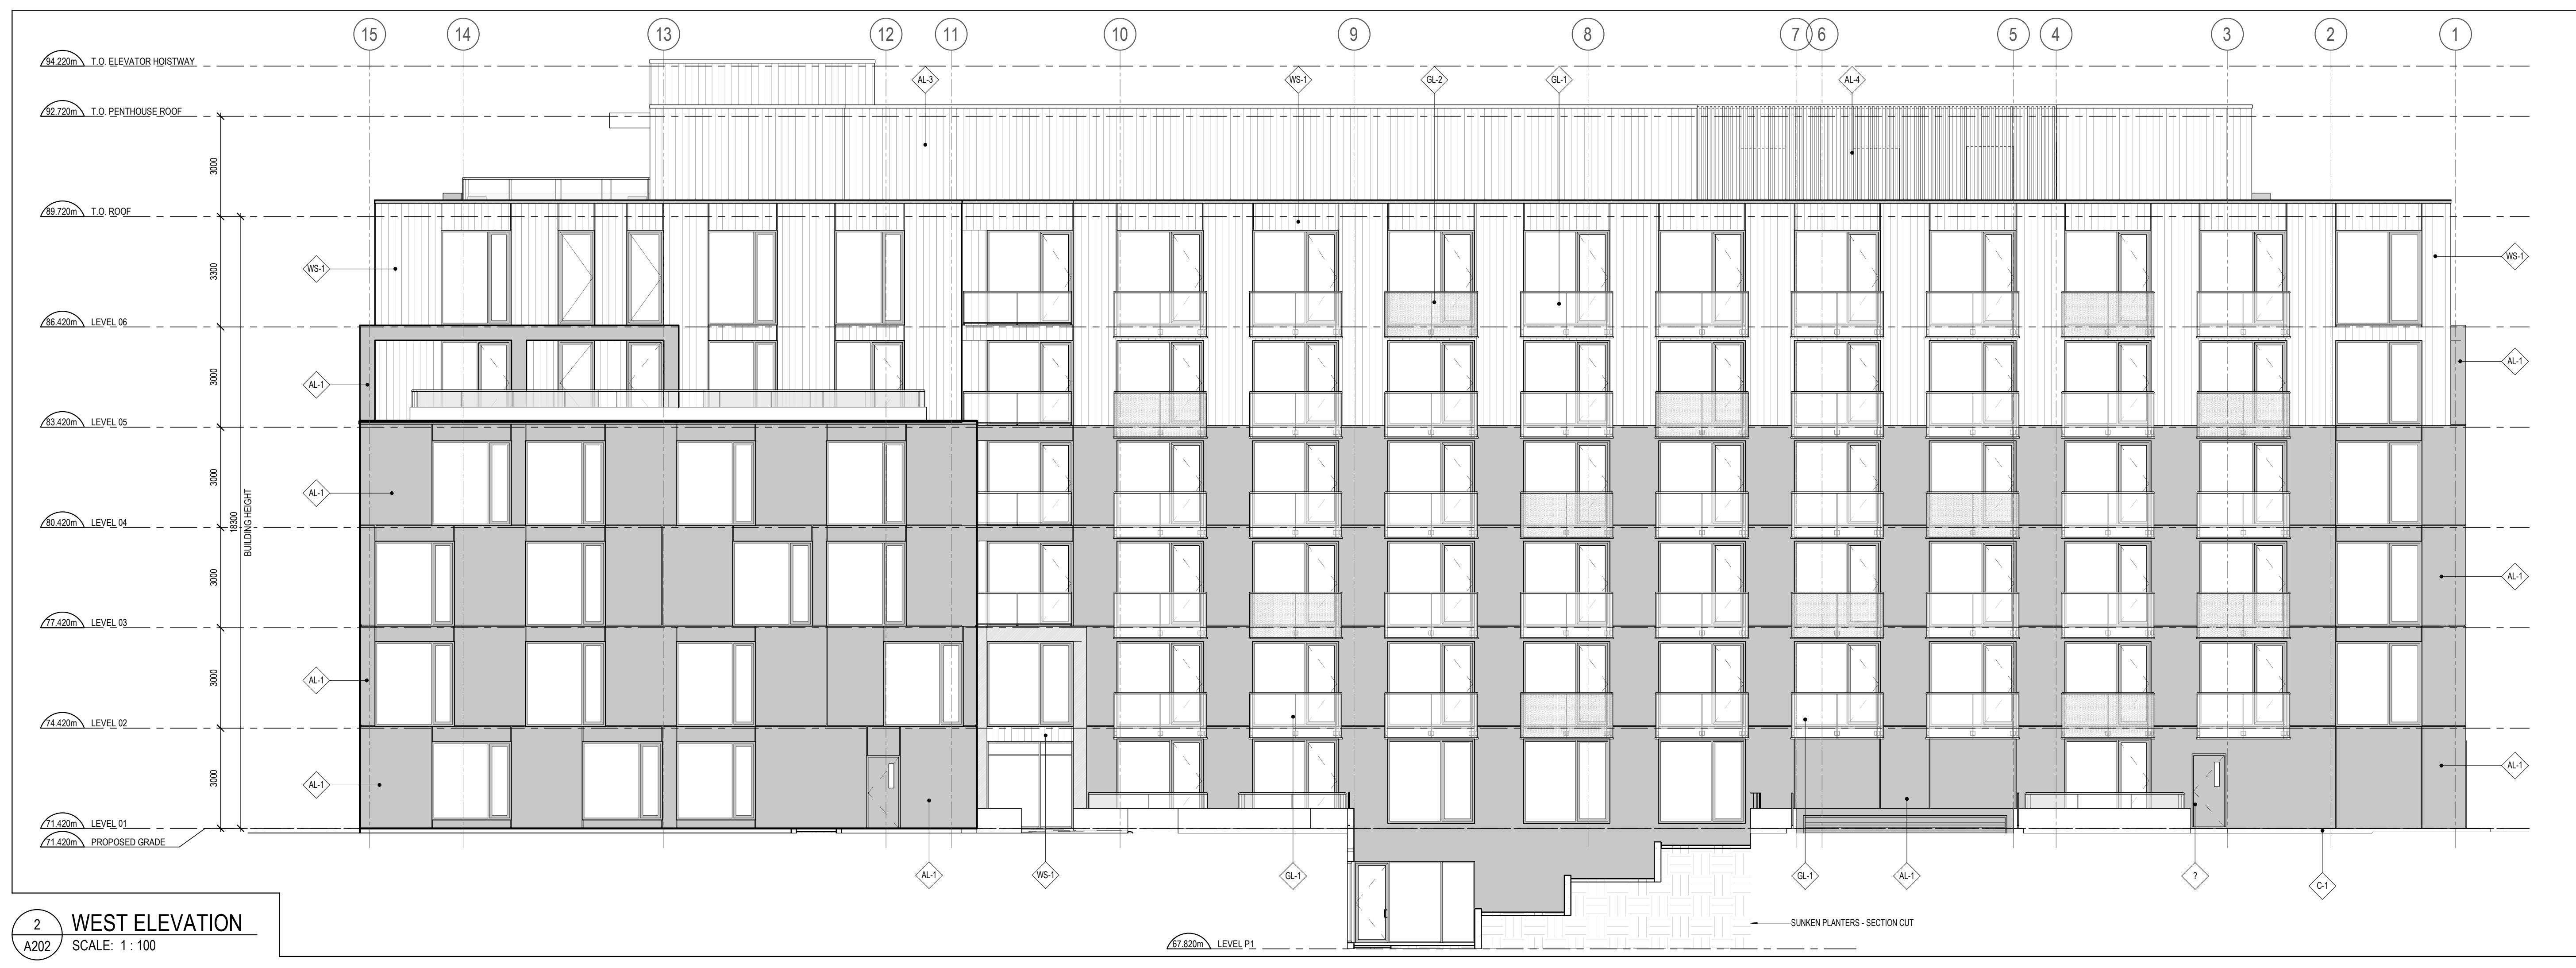 15 14 13 12 11 10 9 8 7 6 5 4 3 2 1
94.220m T.O. ELEVATOR HOISTWAY
AL-3 WS-1 GL-2 GL-1 AL-4
92.720m T.O. PENTHOUSE ROOF
3000
89.720m T.O. ROOF
WS-1 WS-1
3300
86.420m LEVEL 06
AL-1
3000
AL-1
83.420m LEVEL 05
3000
AL-1
80.420m LEVEL 04
18300
BUILDING HEIGHT
3000
AL-1
77.420m LEVEL 03
3000
AL-1
74.420m LEVEL 02
WS-1
AL-1
3000
AL-1
71.420m LEVEL 01
71.420m PROPOSED GRADE
AL-1 WS-1 GL-1 GL-1 AL-1 ? C-1
SUNKEN PLANTERS - SECTION CUT
67.820m LEVEL P1
2
A202
WEST ELEVATION
SCALE: 1 : 100